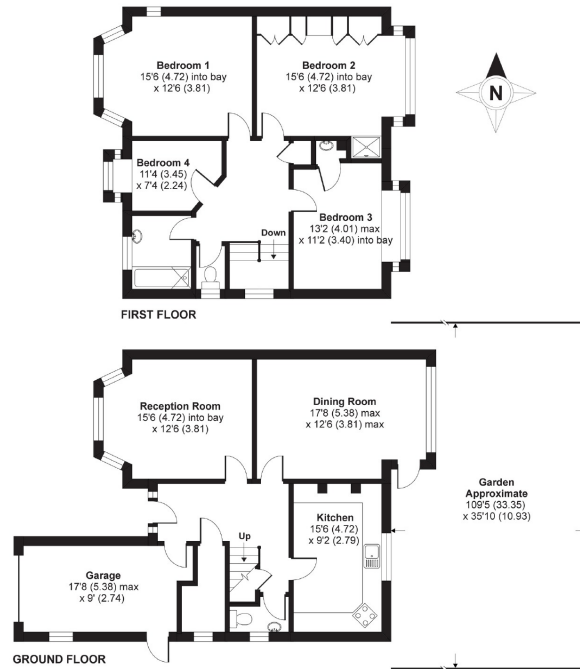 Bedroom 1
15'6 (4.72) into bay
x 12'6 (3.81)
Bedroom 2
15'6 (4.72) into bay
x 12'6 (3.81)
N
Bedroom 4
11'4 (3.45)
x 7'4 (2.24)
Bedroom 3
13'2 (4.01) max
x 11'2 (3.40) into bay
Down
FIRST FLOOR
Reception Room
15'6 (4.72) into bay
x 12'6 (3.81)
Dining Room
17'8 (5.38) max
x 12'6 (3.81) max
Garden
Approximate
109'5 (33.35)
x 35'10 (10.93)
Kitchen
15'6 (4.72)
x 9'2 (2.79)
Up
Garage
17'8 (5.38) max
x 9' (2.74)
GROUND FLOOR